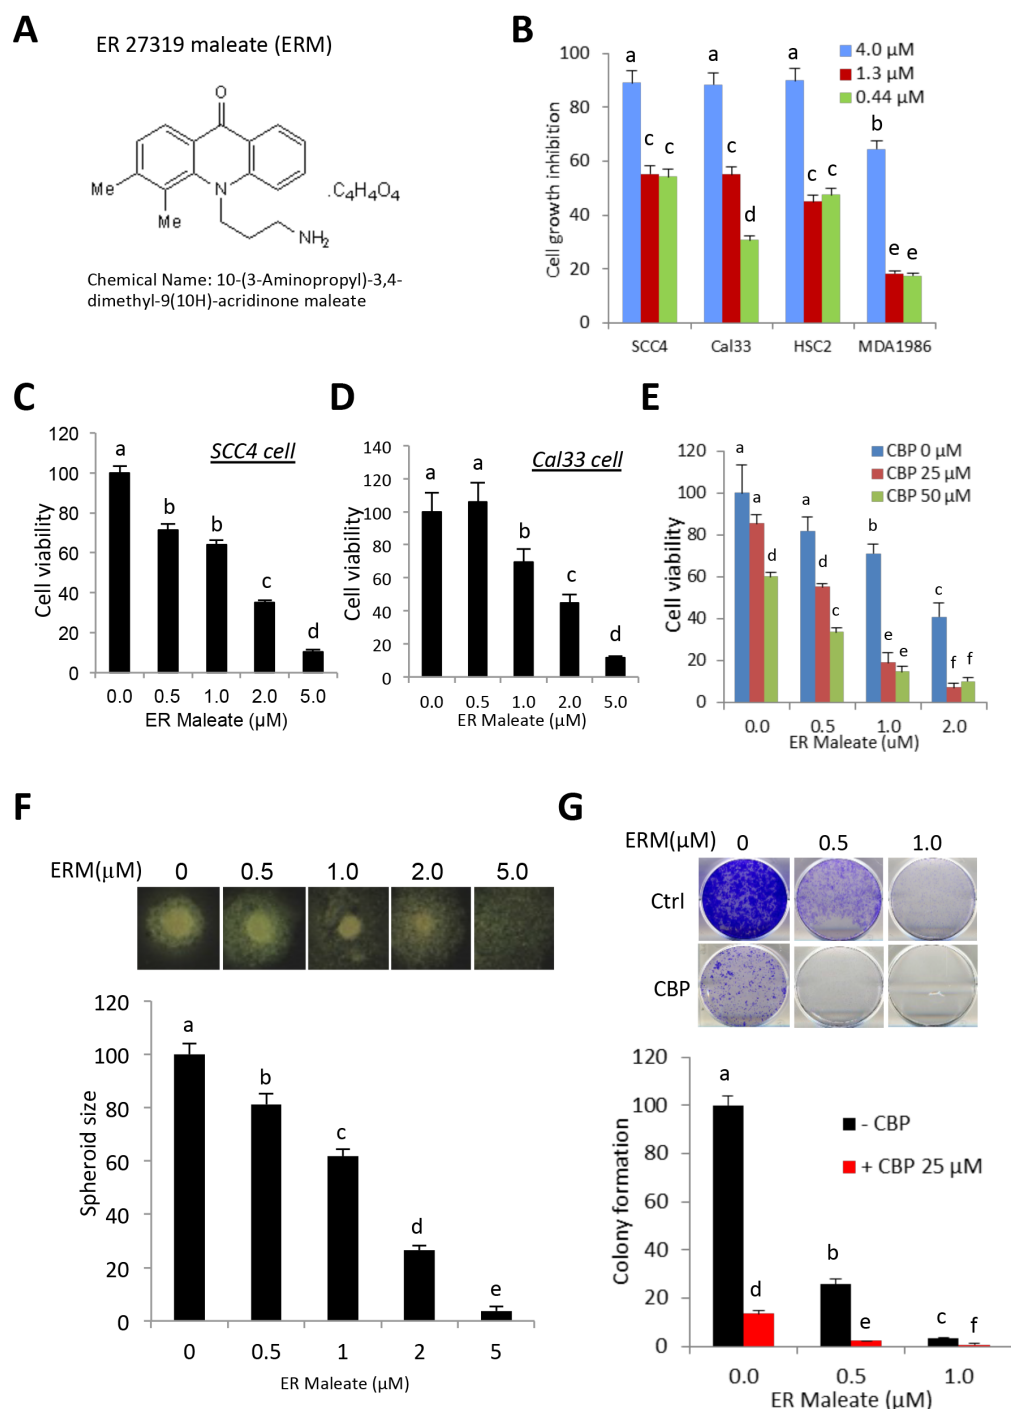 A
ER 27319 maleate (ERM)
O
Me
Me
N
NH2
.C4H4O4
Chemical Name: 10-(3-Aminopropyl)-3,4-
dimethyl-9(10H)-acridinone maleate
B
4.0 µM
1.3 µM
0.44 µM
Cell growth inhibition
100
80
60
40
20
0
a a a b
c c c d c c e e
SCC4 Cal33 HSC2 MDA1986
C
SCC4 cell
Cell viability
120
100
80
60
40
20
0
a b b c d
0.0 0.5 1.0 2.0 5.0
ER Maleate (µM)
D
Cal33 cell
Cell viability
140
120
100
80
60
40
20
0
a a b c d
0.0 0.5 1.0 2.0 5.0
ER Maleate (µM)
E
CBP 0 µM
CBP 25 µM
CBP 50 µM
Cell viability
120
100
80
60
40
20
0
a a d a d c b e e c f f
0.0 0.5 1.0 2.0
ER Maleate (uM)
F
ERM(µM) 0 0.5 1.0 2.0 5.0
Spheroid size
120
100
80
60
40
20
0
a b c d e
0 0.5 1 2 5
ER Maleate (µM)
G
ERM(µM) 0 0.5 1.0
Ctrl
CBP
Colony formation
120
100
80
60
40
20
0
- CBP
+ CBP 25 µM
a d b e c f
0.0 0.5 1.0
ER Maleate (µM)